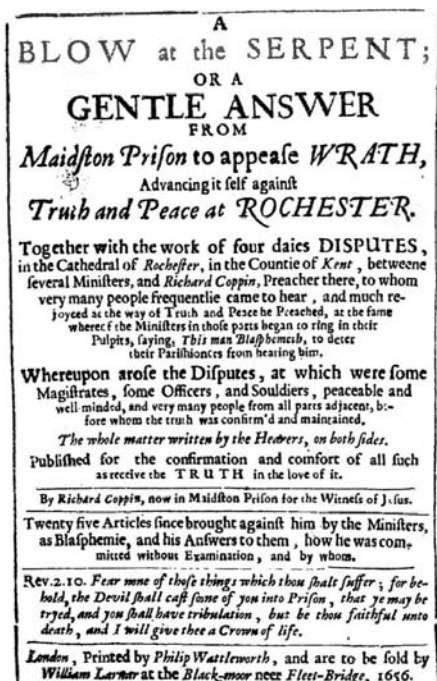 A
BLOW at the SERPENT;
OR A
GENTLE ANSWER
FROM
Maidſton Priſon to appeaſe WRATH,
Advancing it ſelf againſt
Truth and Peace at ROCHESTER.
Together with the work of four daies DISPUTES,
in the Cathedral of Rocheſter, in the Countie of Kent, betweene
ſeveral Miniſters, and Richard Coppin, Preacher there, to whom
very many people frequentlie came to hear, and much re-
joyced at the way of Truth and Peace he Preached, at the ſame
whereof the Miniſters in thoſe parts began to ring in their
Pulpits, ſaying, This man Blaſphemeth, to deter
their Pariſhioners from hearing him.
Whereupon aroſe the Diſputes, at which were ſome
Magiſtrates, ſome Officers, and Souldiers, peaceable and
well-minded, and very many people from all parts adjacent, be-
fore whom the truth was confirm'd and maintained.
The whole matter written by the Hearers, on both ſides.
Publiſhed for the confirmation and comfort of all ſuch
as receive the TRUTH in the love of it.
By Richard Coppin, now in Maidſton Priſon for the Witneſs of Jeſus.
Twenty five Articles ſince brought againſt him by the Miniſters,
as Blaſphemie, and his Anſwers to them, how he was com-
mitted without Examination, and by whom.
Rev.2.10. Fear none of thoſe things which thou ſhalt ſuffer; for be-
hold, the Devil ſhall caſt ſome of you into Priſon, that ye may be
tryed, and you ſhall have tribulation, but be thou faithful unto
death, and I will give thee a Crown of life.
London, Printed by Philip Wattleworth, and are to be ſold by
William Larnar at the Black-moor neer Fleet-Bridge, 1656.